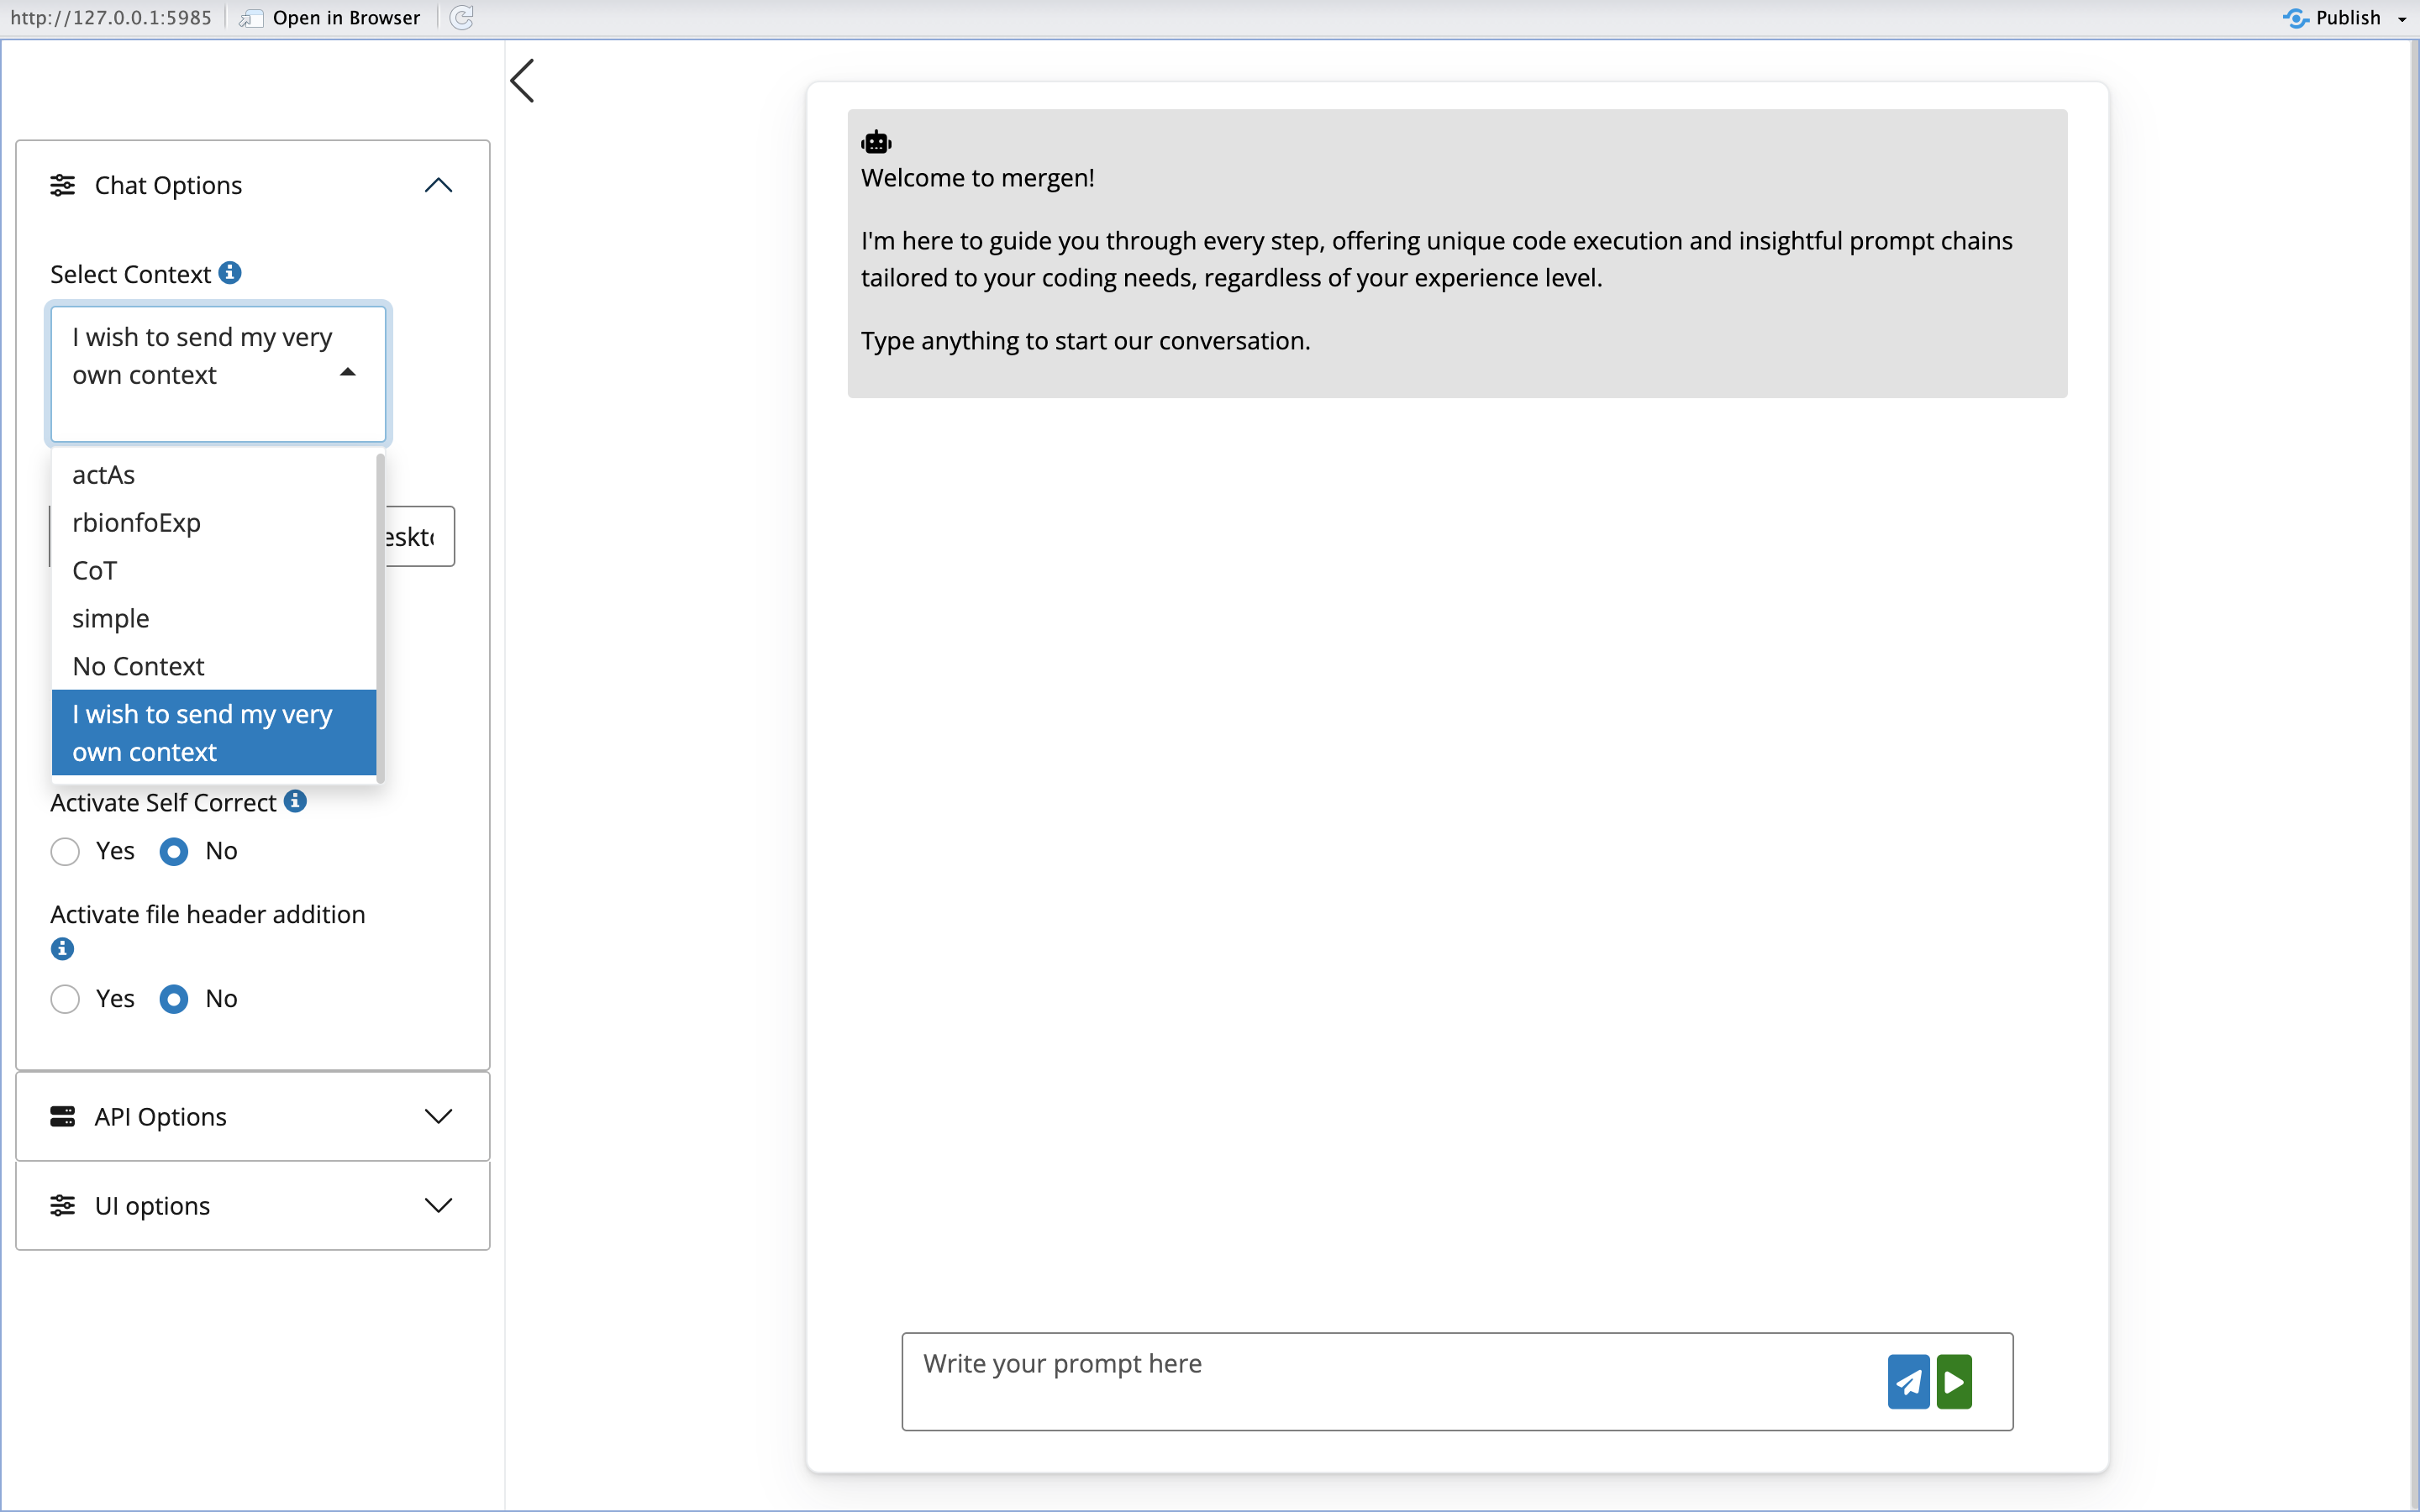 http://127.0.0.1:5985
Open in Browser
Publish
Chat Options
Select Context
I wish to send my very
own context
actAs
rbionfoExp
CoT
simple
No Context
I wish to send my very
own context
Activate Self Correct
Yes
No
Activate file header addition
Yes
No
API Options
UI options
Welcome to mergen!
I'm here to guide you through every step, offering unique code execution and insightful prompt chains
tailored to your coding needs, regardless of your experience level.
Type anything to start our conversation.
Write your prompt here